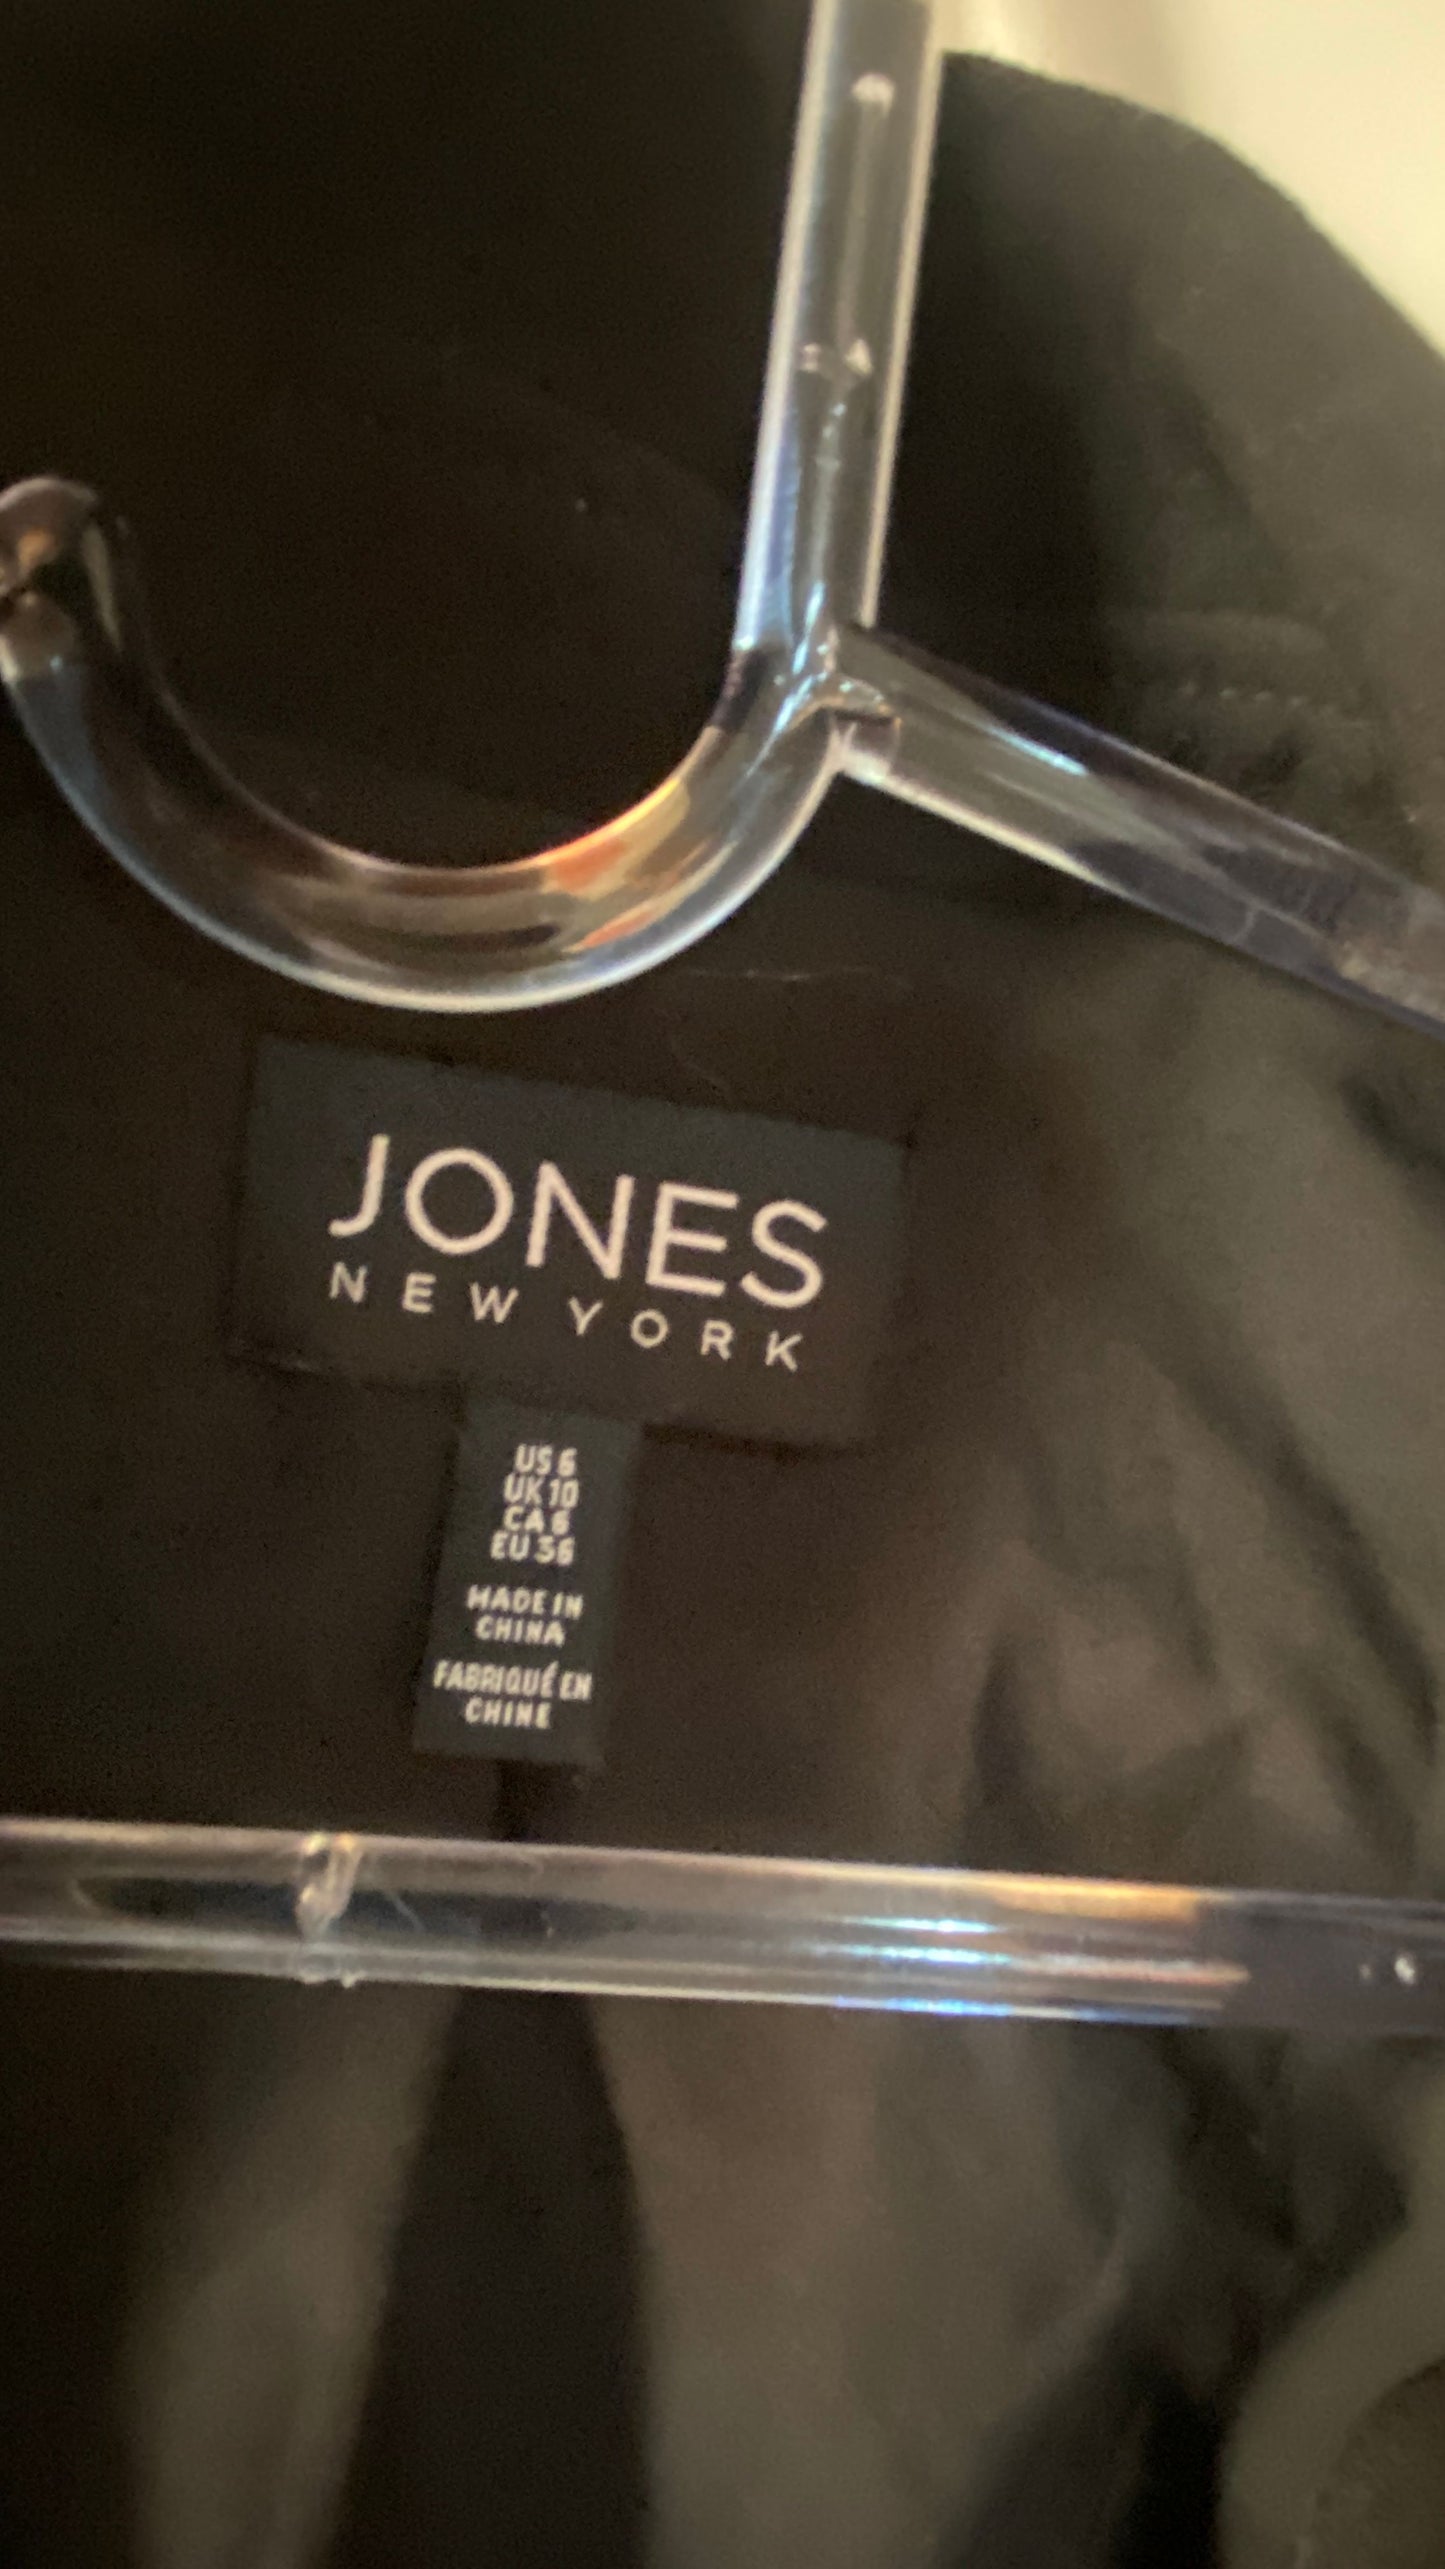 JONES
NEW YORK
US 6
UK 10
CA 6
EU 36
MADE IN
CHINA
FABRIQUÉ EN
CHINE